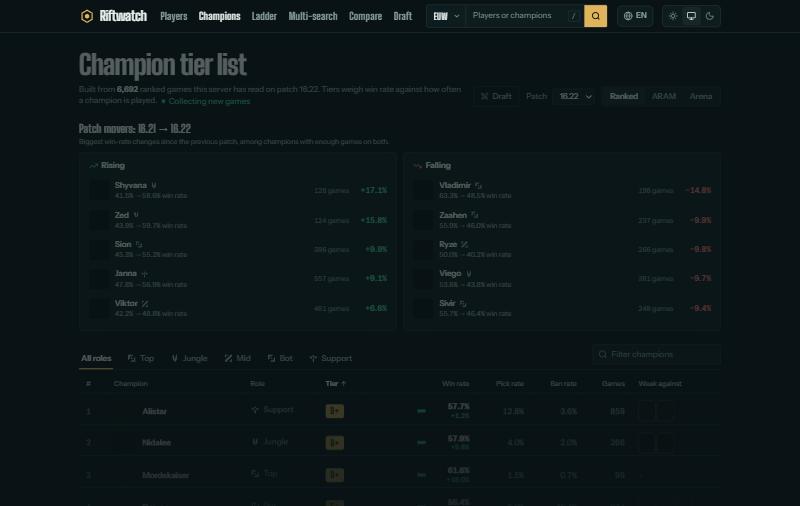 Riftwatch Players Champions Ladder Multi-search Compare Draft EUW Players or champions / EN
Champion tier list
Built from 6,692 ranked games this server has read on patch 16.22. Tiers weigh win rate against how often
a champion is played. Collecting new games
Draft Patch 16.22 Ranked ARAM Arena
Patch movers: 16.21 → 16.22
Biggest win-rate changes since the previous patch, among champions with enough games on both.
Rising
Shyvana 128 games +17.1%
41.5% → 58.6% win rate
Zed 124 games +15.8%
43.9% → 59.7% win rate
Sion 386 games +9.9%
45.3% → 55.2% win rate
Janna 557 games +9.1%
47.8% → 56.9% win rate
Viktor 461 games +6.6%
42.2% → 48.8% win rate
Falling
Vladimir 198 games −14.8%
63.3% → 48.5% win rate
Zaahen 237 games −9.9%
55.9% → 46.0% win rate
Ryze 266 games −9.8%
50.0% → 40.2% win rate
Viego 381 games −9.7%
53.6% → 43.8% win rate
Sivir 248 games −9.4%
55.7% → 46.4% win rate
All roles Top Jungle Mid Bot Support Filter champions
# Champion Role Tier ↑ Win rate Pick rate Ban rate Games Weak against
1 Alistar Support 57.7% 12.8% 3.6% 859
2 Nidalee Jungle 57.9% 4.0% 2.0% 266
3 Mordekaiser Top 61.6% 1.5% 0.7% 99 -